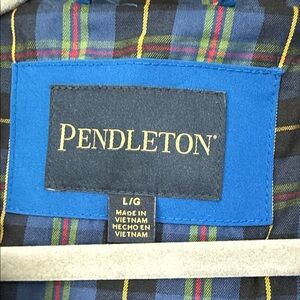 PENDLETON®
L/G
MADE IN
VIETNAM
HECHO EN
VIETNAM